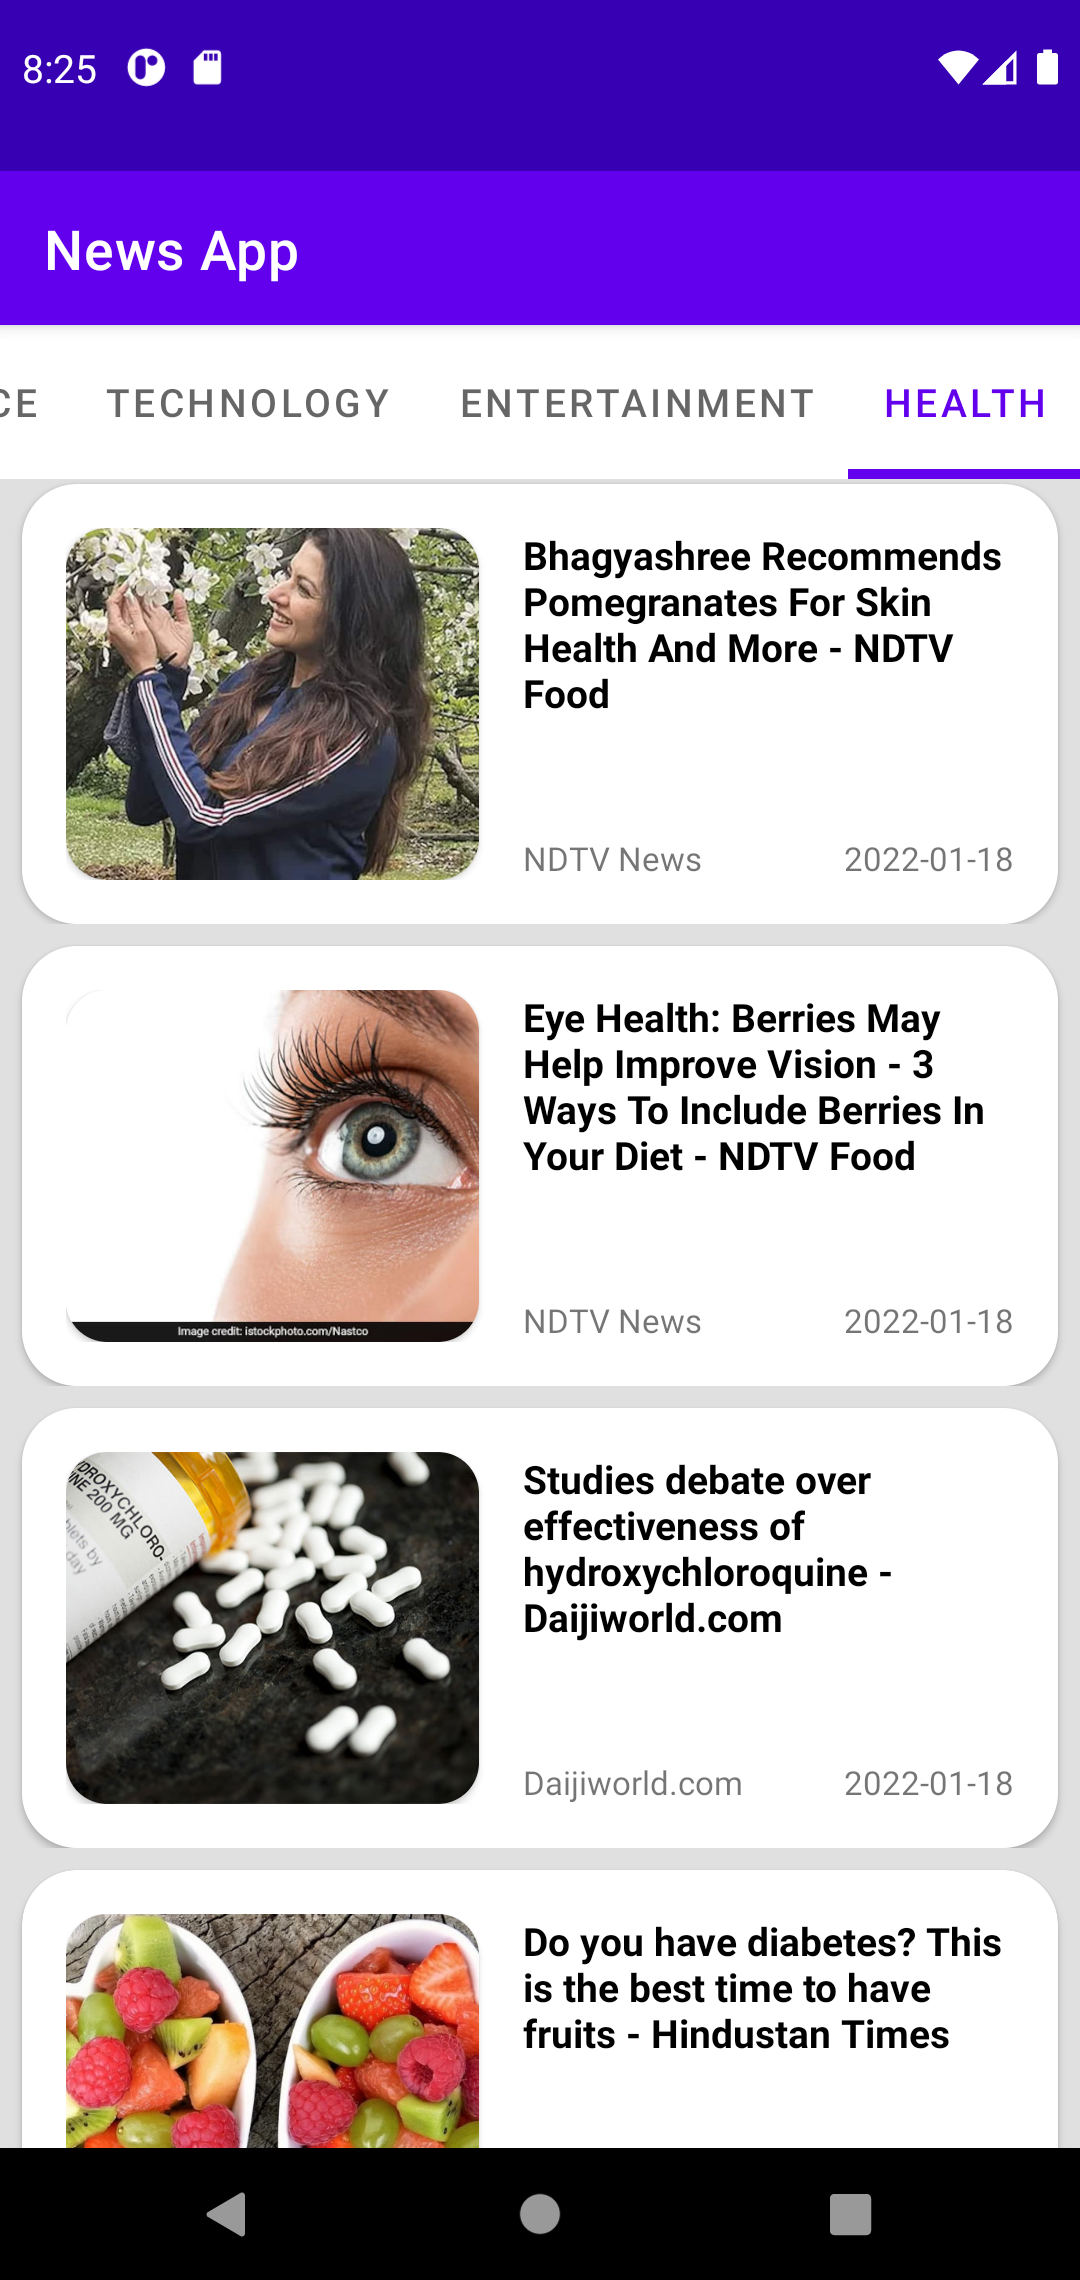 8:25
News App
CE TECHNOLOGY ENTERTAINMENT HEALTH
Bhagyashree Recommends
Pomegranates For Skin
Health And More - NDTV
Food
NDTV News 2022-01-18
Eye Health: Berries May
Help Improve Vision - 3
Ways To Include Berries In
Your Diet - NDTV Food
Image credit: istockphoto.com/Nastco
NDTV News 2022-01-18
Studies debate over
effectiveness of
hydroxychloroquine -
Daijiworld.com
DROXYCHLORO-
INE 200 MG
blets by
day
Daijiworld.com 2022-01-18
Do you have diabetes? This
is the best time to have
fruits - Hindustan Times